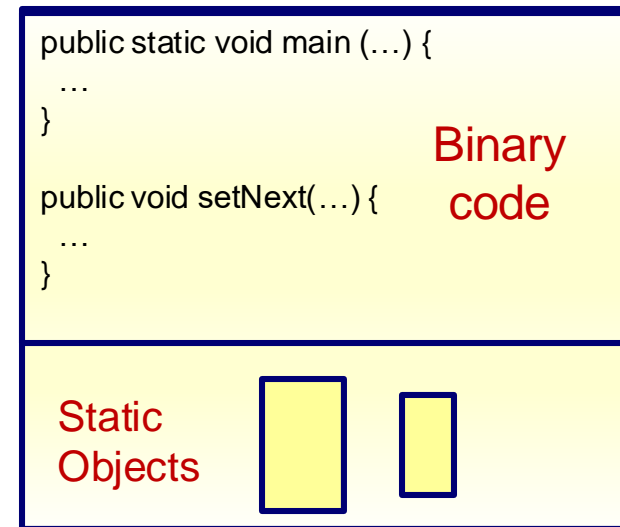 public static void main (…) {
…
}
Binary
code
public void setNext(…) {
…
}
Static
Objects